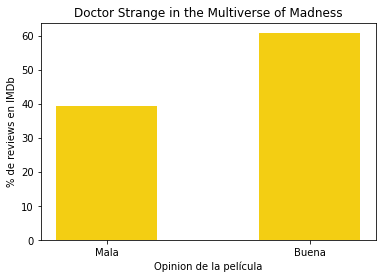 Doctor Strange in the Multiverse of Madness
% de reviews en IMDb
60
50
40
30
20
10
0
Mala Buena
Opinion de la película